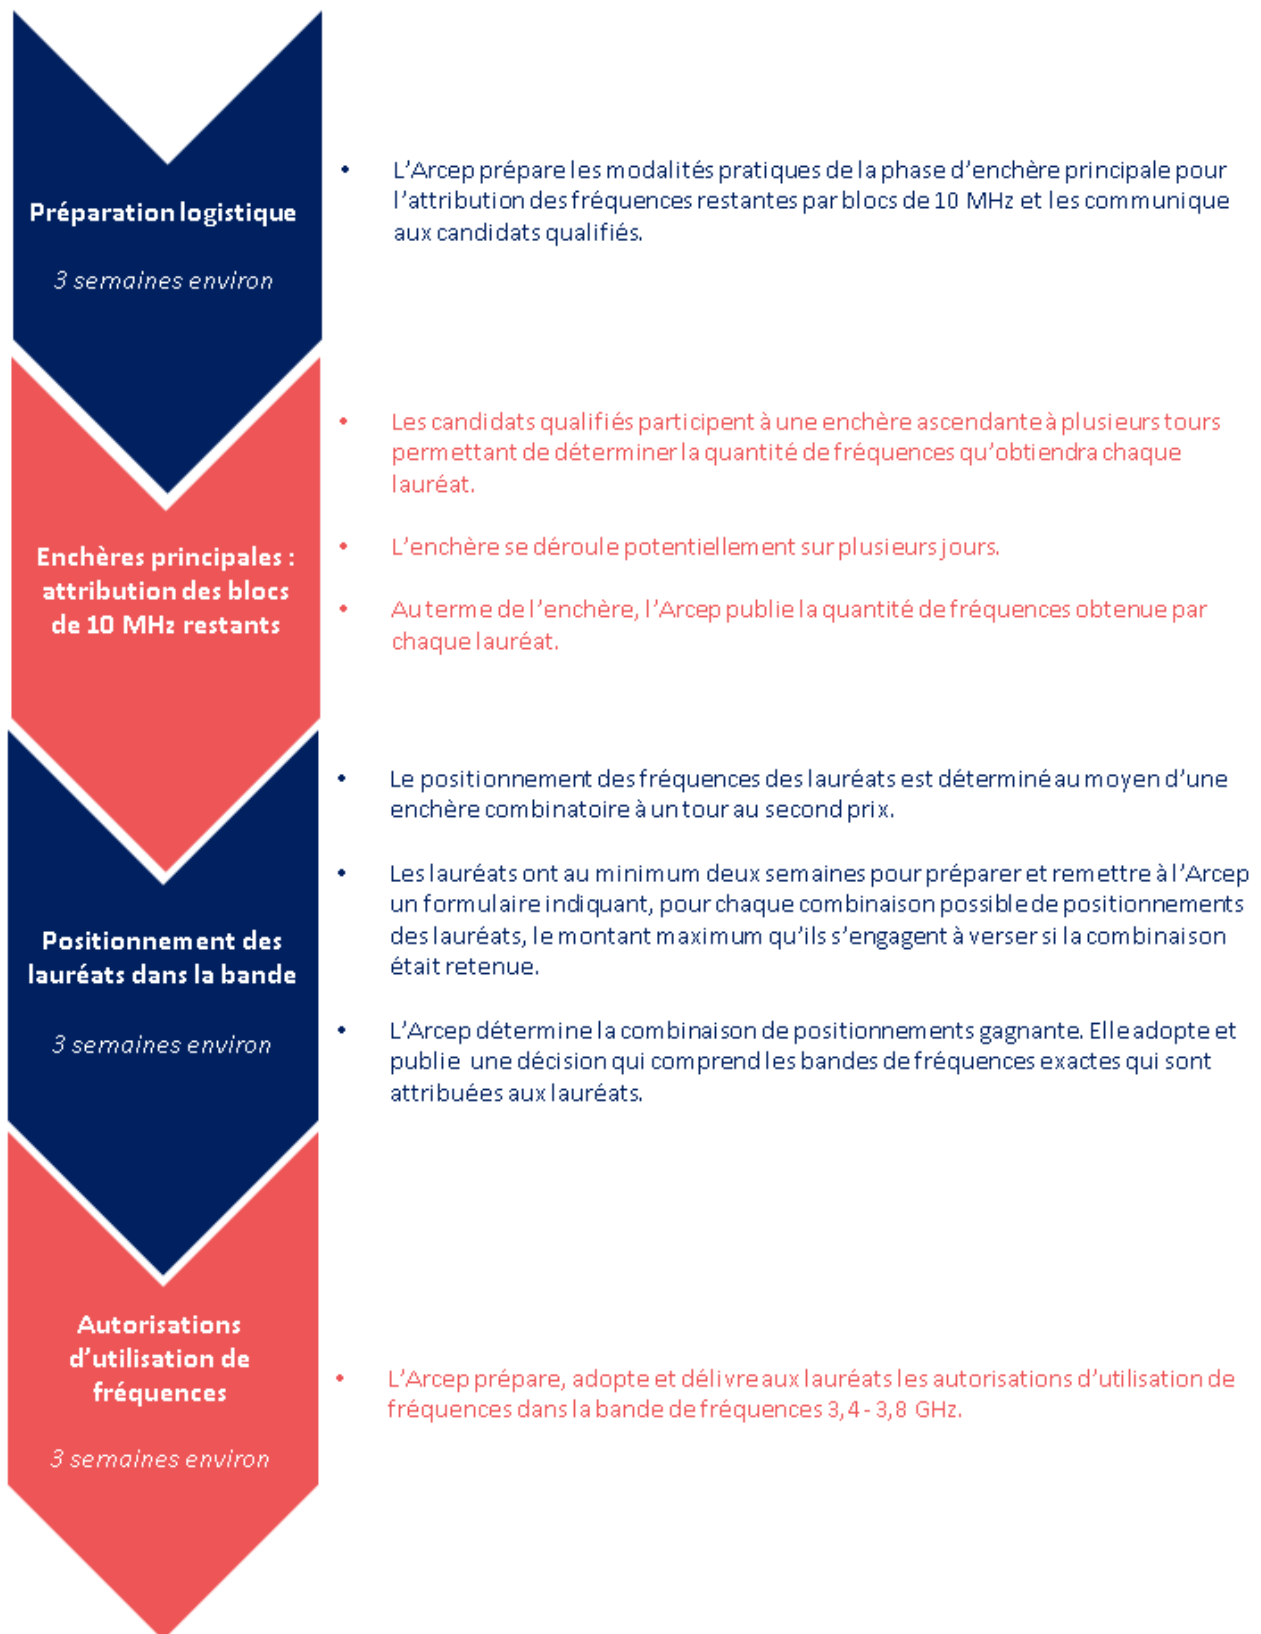 Préparation logistique
3 semaines environ
• L'Arcep prépare les modalités pratiques de la phase d'enchère principale pour
l'attribution des fréquences restantes par blocs de 10 MHz et les communique
aux candidats qualifiés.
Enchères principales :
attribution des blocs
de 10 MHz restants
• Les candidats qualifiés participent à une enchère ascendante à plusieurs tours
permettant de déterminer la quantité de fréquences qu'obtiendra chaque
lauréat.
• L'enchère se déroule potentiellement sur plusieurs jours.
• Au terme de l'enchère, l'Arcep publie la quantité de fréquences obtenue par
chaque lauréat.
Positionnement des
lauréats dans la bande
3 semaines environ
• Le positionnement des fréquences des lauréats est déterminé au moyen d'une
enchère combinatoire à un tour au second prix.
• Les lauréats ont au minimum deux semaines pour préparer et remettre à l'Arcep
un formulaire indiquant, pour chaque combinaison possible de positionnements
des lauréats, le montant maximum qu'ils s'engagent à verser si la combinaison
était retenue.
• L'Arcep détermine la combinaison de positionnements gagnante. Elle adopte et
publie une décision qui comprend les bandes de fréquences exactes qui sont
attribuées aux lauréats.
Autorisations
d'utilisation de
fréquences
3 semaines environ
• L'Arcep prépare, adopte et délivre aux lauréats les autorisations d'utilisation de
fréquences dans la bande de fréquences 3,4 - 3,8 GHz.